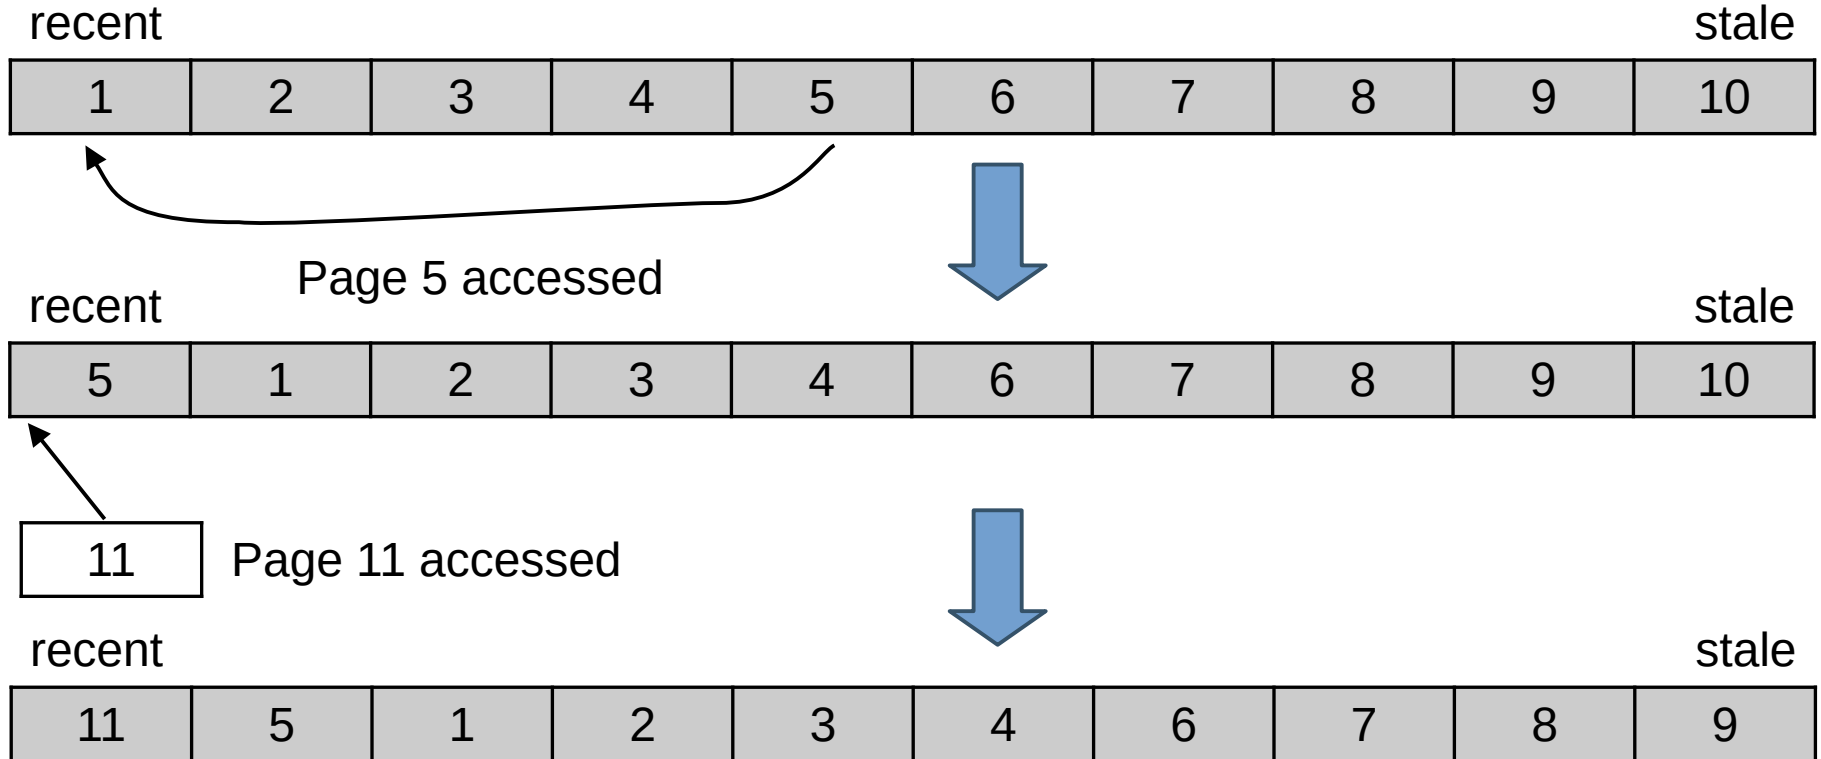 recent stale
1 2 3 4 5 6 7 8 9 10
Page 5 accessed
recent stale
5 1 2 3 4 6 7 8 9 10
11 Page 11 accessed
recent stale
11 5 1 2 3 4 6 7 8 9